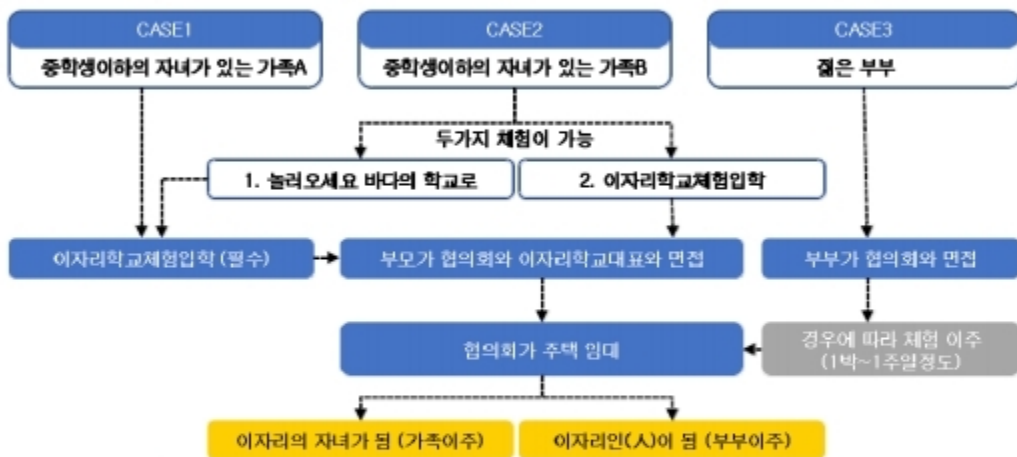 CASE1
중학생이하의 자녀가 있는 가족A
CASE2
중학생이하의 자녀가 있는 가족B
CASE3
젊은 부부
두가지 체험이 가능
1. 놀러오세요 바다의 학교로
2. 이자리학교체험입학
이자리학교체험입학 (필수)
부모가 협의회와 이자리학교대표와 면접
부부가 협의회와 면접
협의회가 주택 임대
경우에 따라 체험 이주
(1박~1주일정도)
이자리의 자녀가 됨 (가족이주)
이자리인(人)이 됨 (부부이주)